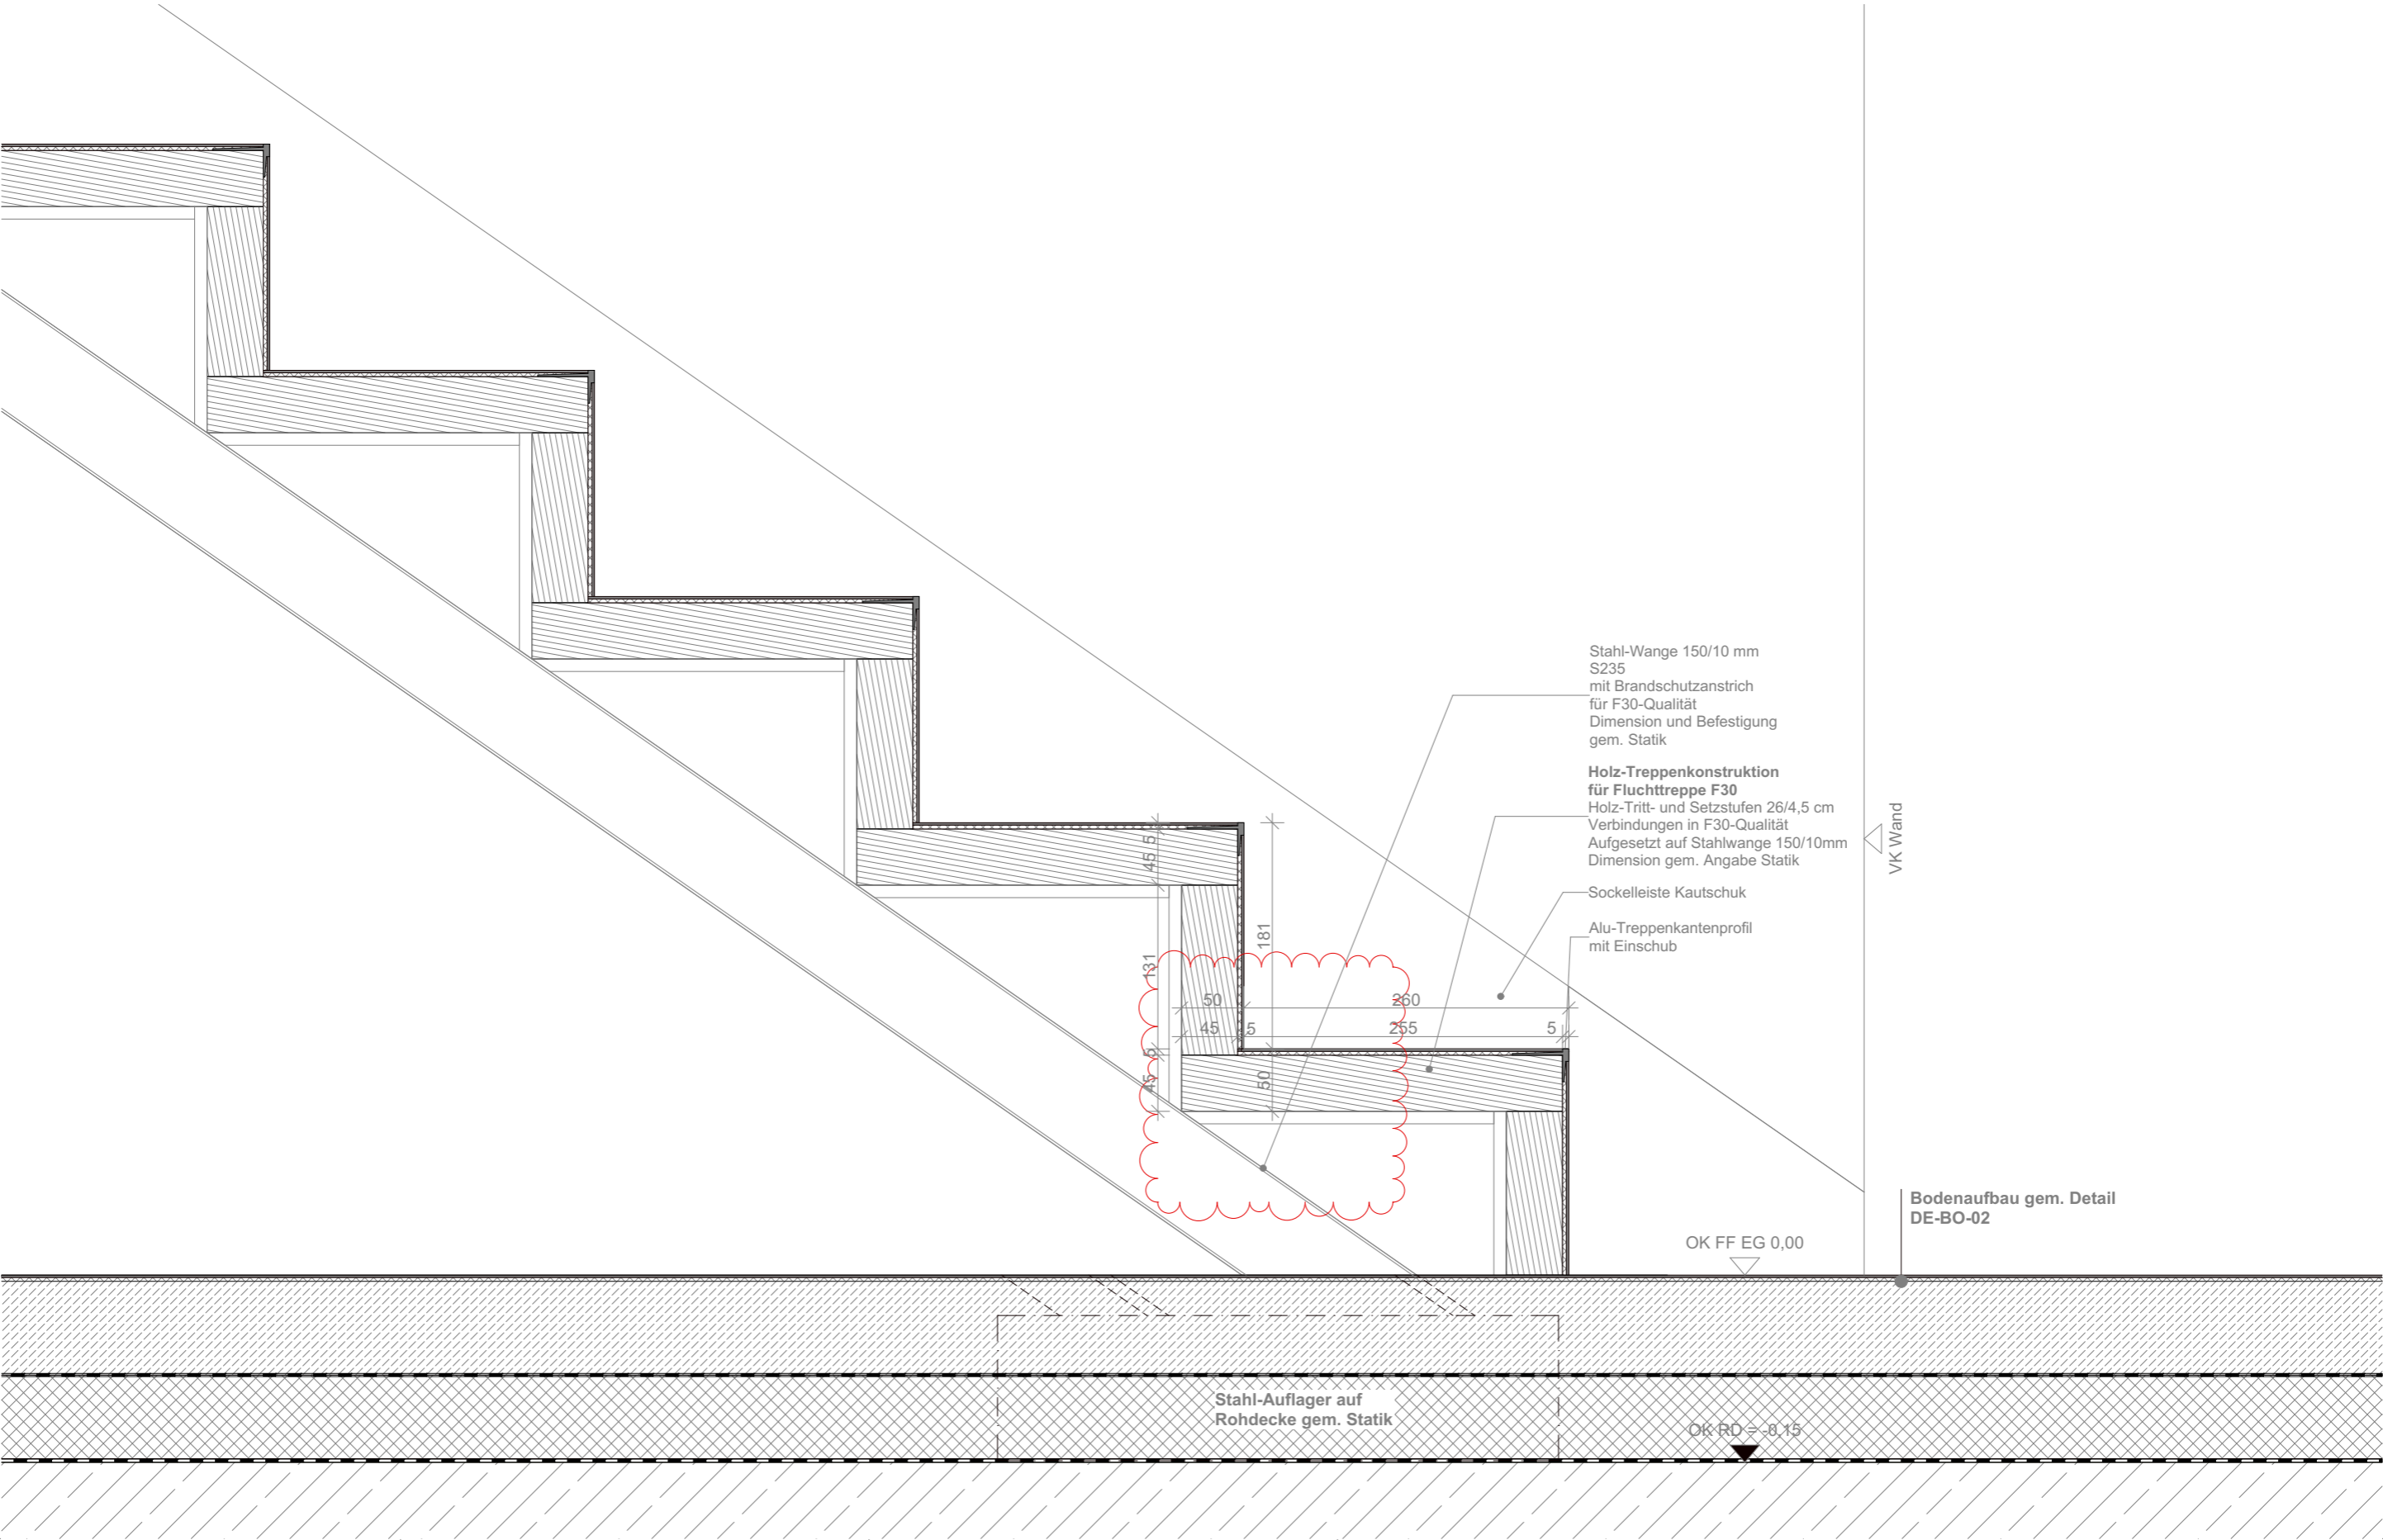 Stahl-Wange 150/10 mm
S235
mit Brandschutzanstrich
für F30-Qualität
Dimension und Befestigung
gem. Statik
Holz-Treppenkonstruktion
für Fluchttreppe F30
Holz-Tritt- und Setzstufen 26/4,5 cm
Verbindungen in F30-Qualität
Aufgesetzt auf Stahlwange 150/10mm
Dimension gem. Angabe Statik
Sockelleiste Kautschuk
Alu-Treppenkantenprofil
mit Einschub
VK Wand
45 5
181
131
50 260
45 5 255 5
45 5
50
Bodenaufbau gem. Detail
DE-BO-02
OK FF EG 0,00
Stahl-Auflager auf
Rohdecke gem. Statik
OK RD = -0,15